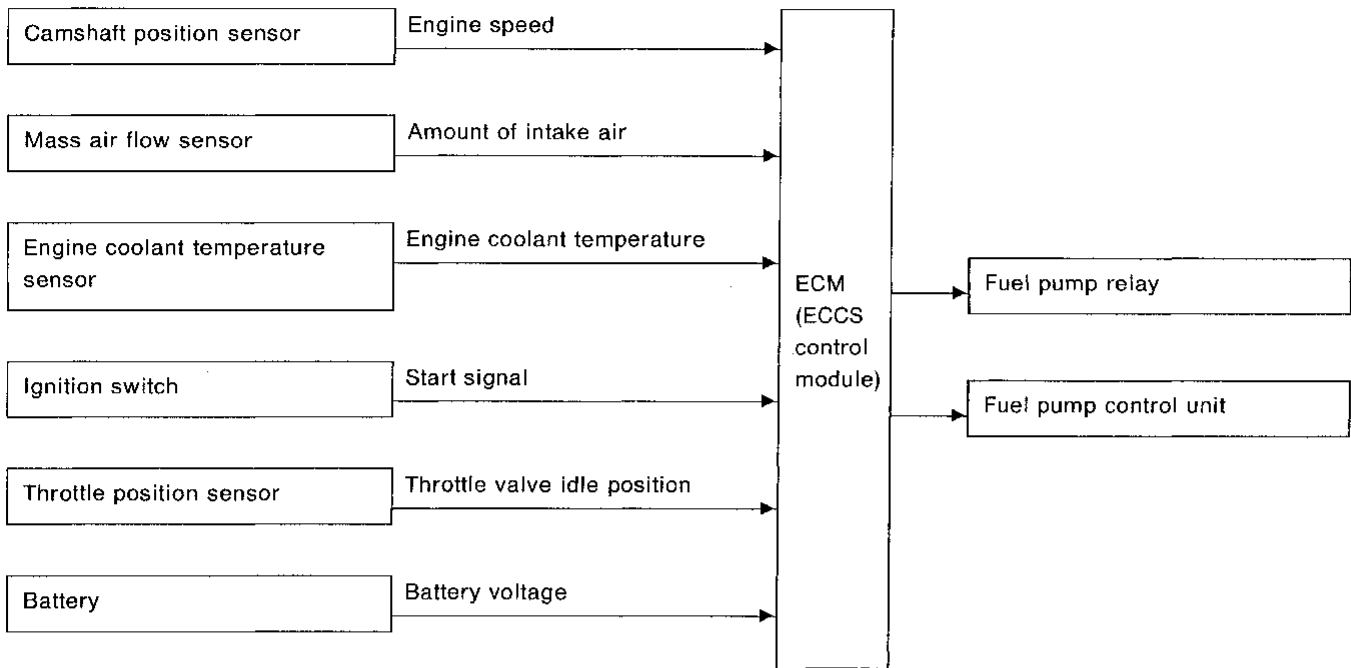 Camshaft position sensor
Engine speed
Mass air flow sensor
Amount of intake air
Engine coolant temperature
sensor
Engine coolant temperature
Ignition switch
Start signal
Throttle position sensor
Throttle valve idle position
Battery
Battery voltage
ECM
(ECCS
control
module)
Fuel pump relay
Fuel pump control unit